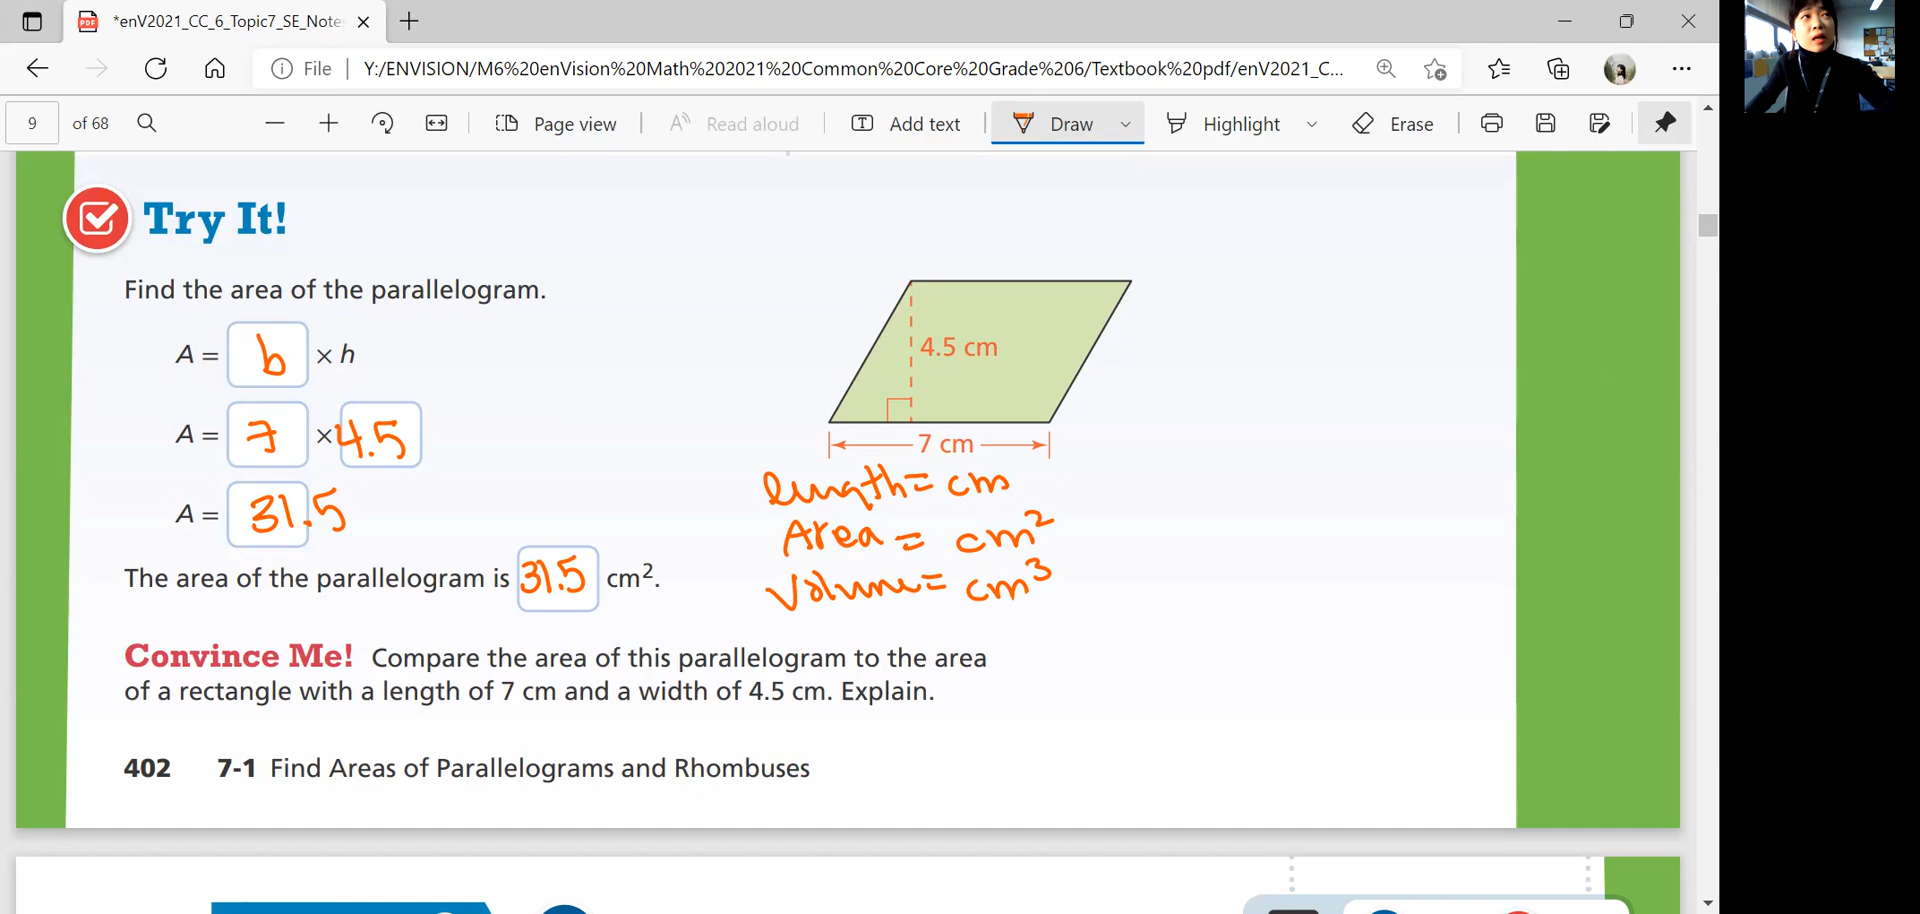 *enV2021_CC_6_Topic7_SE_Note
File
Y:/ENVISION/M6%20enVision%20Math%202021%20Common%20Core%20Grade%206/Textbook%20pdf/enV2021_C...
9 of 68
Page view
Read aloud
Add text
Draw
Highlight
Erase
Try It!
Find the area of the parallelogram.
A = b × h
A = 7 × 4.5
A = 31.5
The area of the parallelogram is 31.5 cm².
4.5 cm
7 cm
length = cm
Area = cm²
Volume = cm³
Convince Me! Compare the area of this parallelogram to the area
of a rectangle with a length of 7 cm and a width of 4.5 cm. Explain.
402 7-1 Find Areas of Parallelograms and Rhombuses